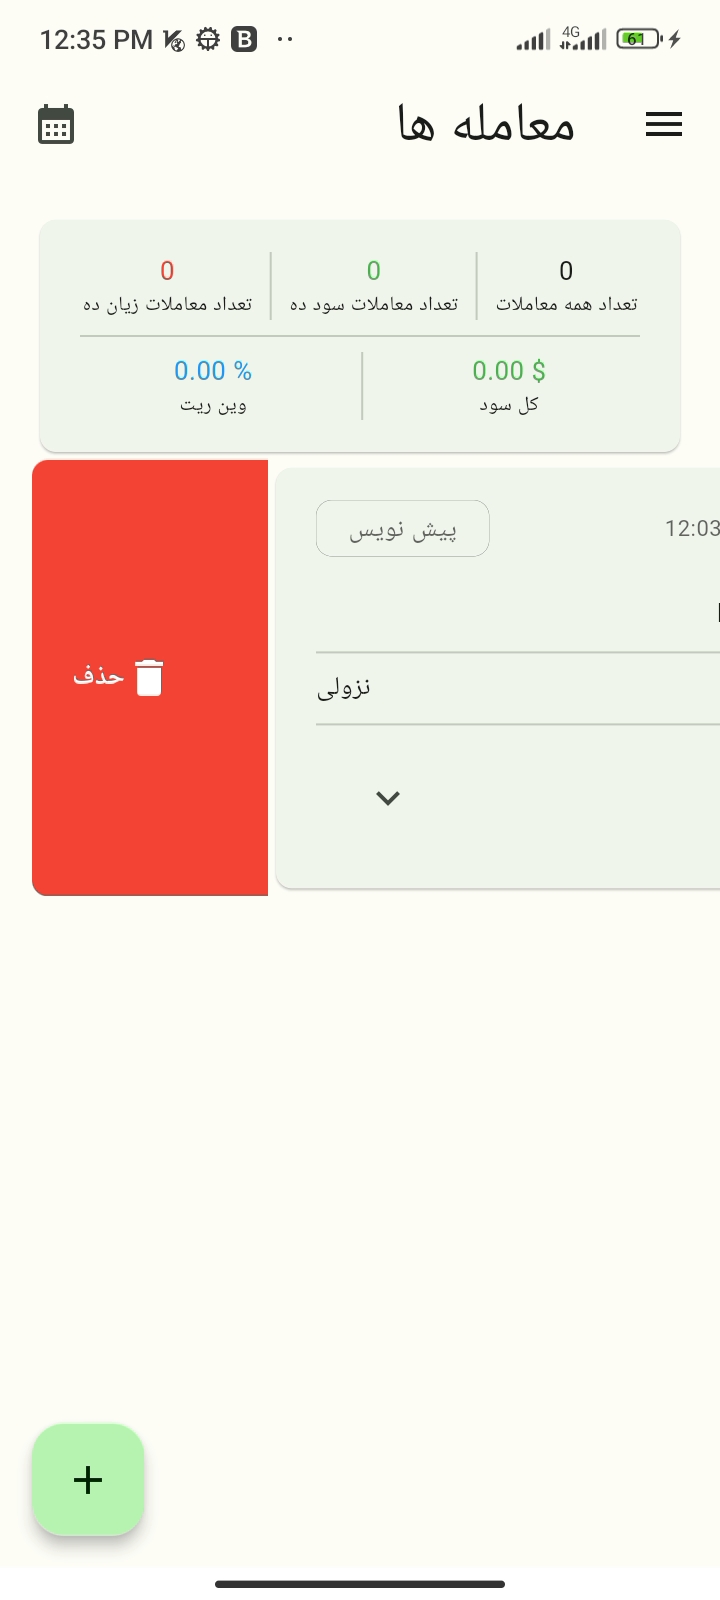 12:35 PM B 4G 61
معامله ها
0 0 0
تعداد همه معاملات تعداد معاملات سود ده تعداد معاملات زیان ده
0.00 $ 0.00 %
کل سود وین ریت
12:03 پیش نویس
نزولی
حذف